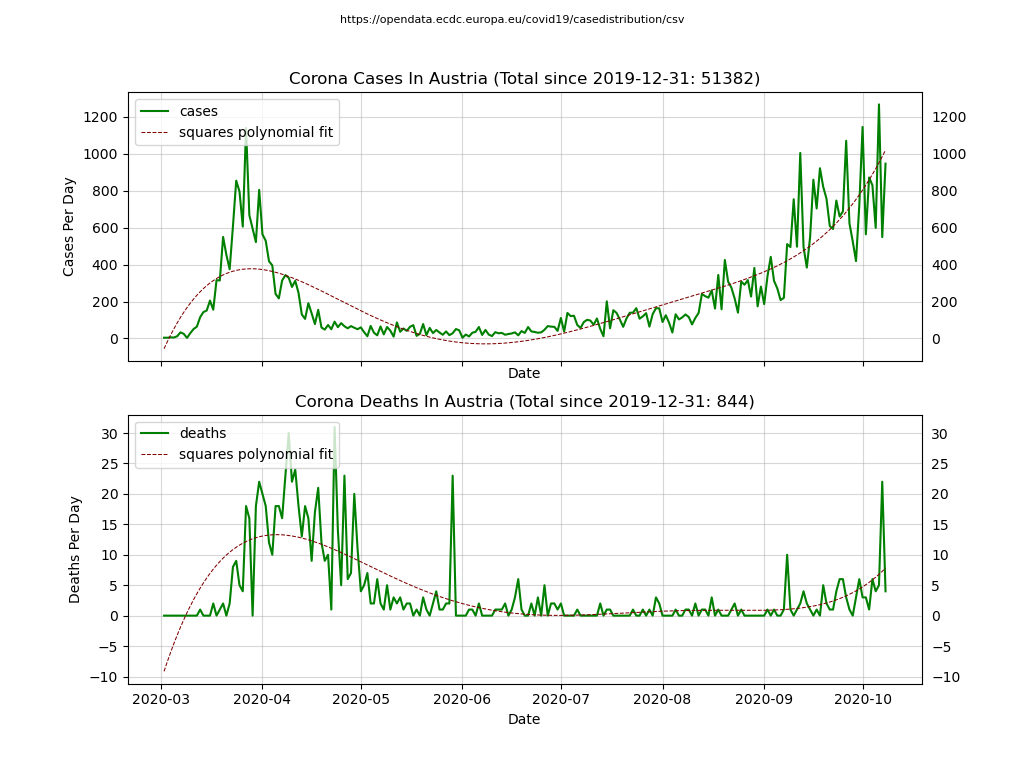 https://opendata.ecdc.europa.eu/covid19/casedistribution/csv
Corona Cases In Austria (Total since 2019-12-31: 51382)
cases
squares polynomial fit
1200
1000
800
600
400
200
0
1200
1000
800
600
400
200
0
Cases Per Day
Date
Corona Deaths In Austria (Total since 2019-12-31: 844)
deaths
squares polynomial fit
30
25
20
15
10
5
0
−5
−10
30
25
20
15
10
5
0
−5
−10
Deaths Per Day
2020-03 2020-04 2020-05 2020-06 2020-07 2020-08 2020-09 2020-10
Date